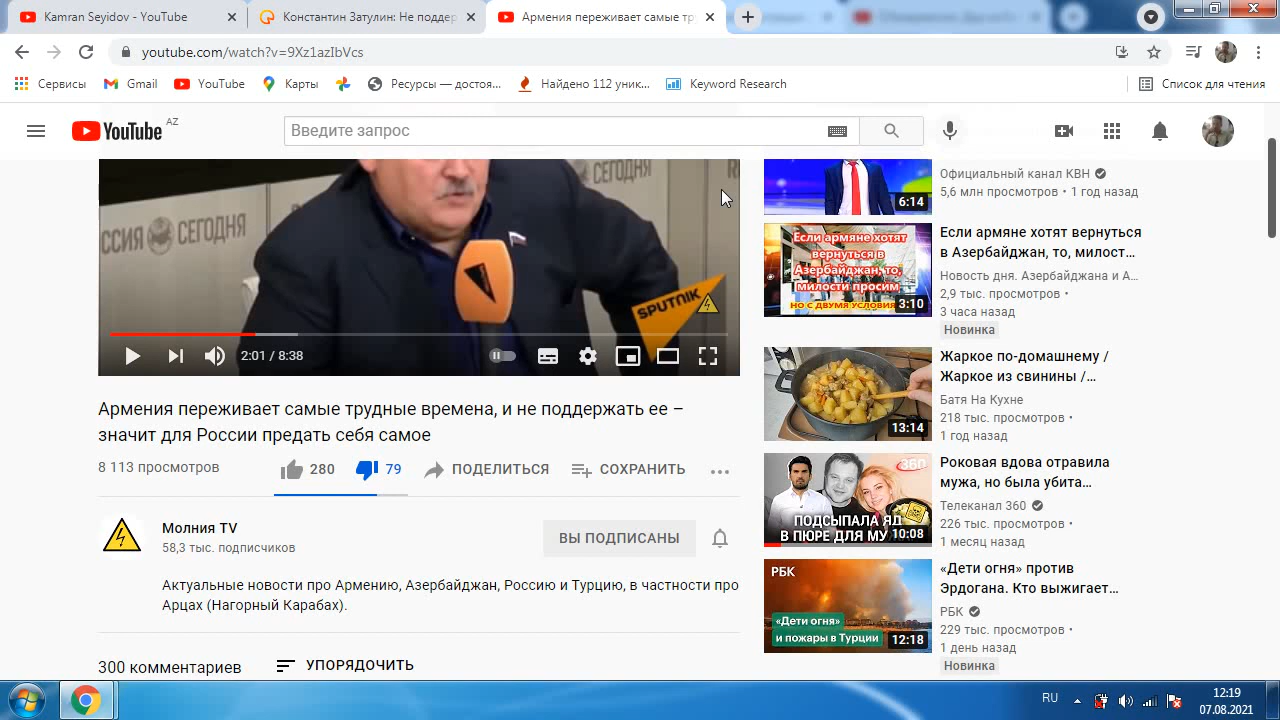 Kamran Seyidov - YouTube
Константин Затулин: Не поддер
Армения переживает самые тр
youtube.com/watch?v=9Xz1azIbVcs
Сервисы
Gmail
YouTube
Карты
Ресурсы — достоя...
Найдено 112 уник...
Keyword Research
Список для чтения
YouTube AZ
Введите запрос
СЕГОДНЯ
ССИЯ СЕГОДНЯ
SPUTNIK
2:01 / 8:38
Армения переживает самые трудные времена, и не поддержать ее –
значит для России предать себя самое
8 113 просмотров
280
79
ПОДЕЛИТЬСЯ
СОХРАНИТЬ
Молния TV
58,3 тыс. подписчиков
ВЫ ПОДПИСАНЫ
Актуальные новости про Армению, Азербайджан, Россию и Турцию, в частности про
Арцах (Нагорный Карабах).
300 комментариев
УПОРЯДОЧИТЬ
6:14
Официальный канал КВН
5,6 млн просмотров • 1 год назад
Если армяне хотят
вернуться в
Азербайджан, то,
милости просим
НО С ДВУМЯ УСЛОВИЯ
3:10
Если армяне хотят вернуться
в Азербайджан, то, милост...
Новость дня. Азербайджана и А...
2,9 тыс. просмотров •
3 часа назад
Новинка
13:14
Жаркое по-домашнему /
Жаркое из свинины /...
Батя На Кухне
218 тыс. просмотров •
1 год назад
ЗБП
ПОДСЫПАЛА ЯД
В ПЮРЕ ДЛЯ МУ
10:08
Роковая вдова отравила
мужа, но была убита...
Телеканал 360
226 тыс. просмотров •
1 месяц назад
РБК
«Дети огня»
и пожары в Турции
12:18
«Дети огня» против
Эрдогана. Кто выжигает...
РБК
229 тыс. просмотров •
1 день назад
Новинка
RU
12:19
07.08.2021